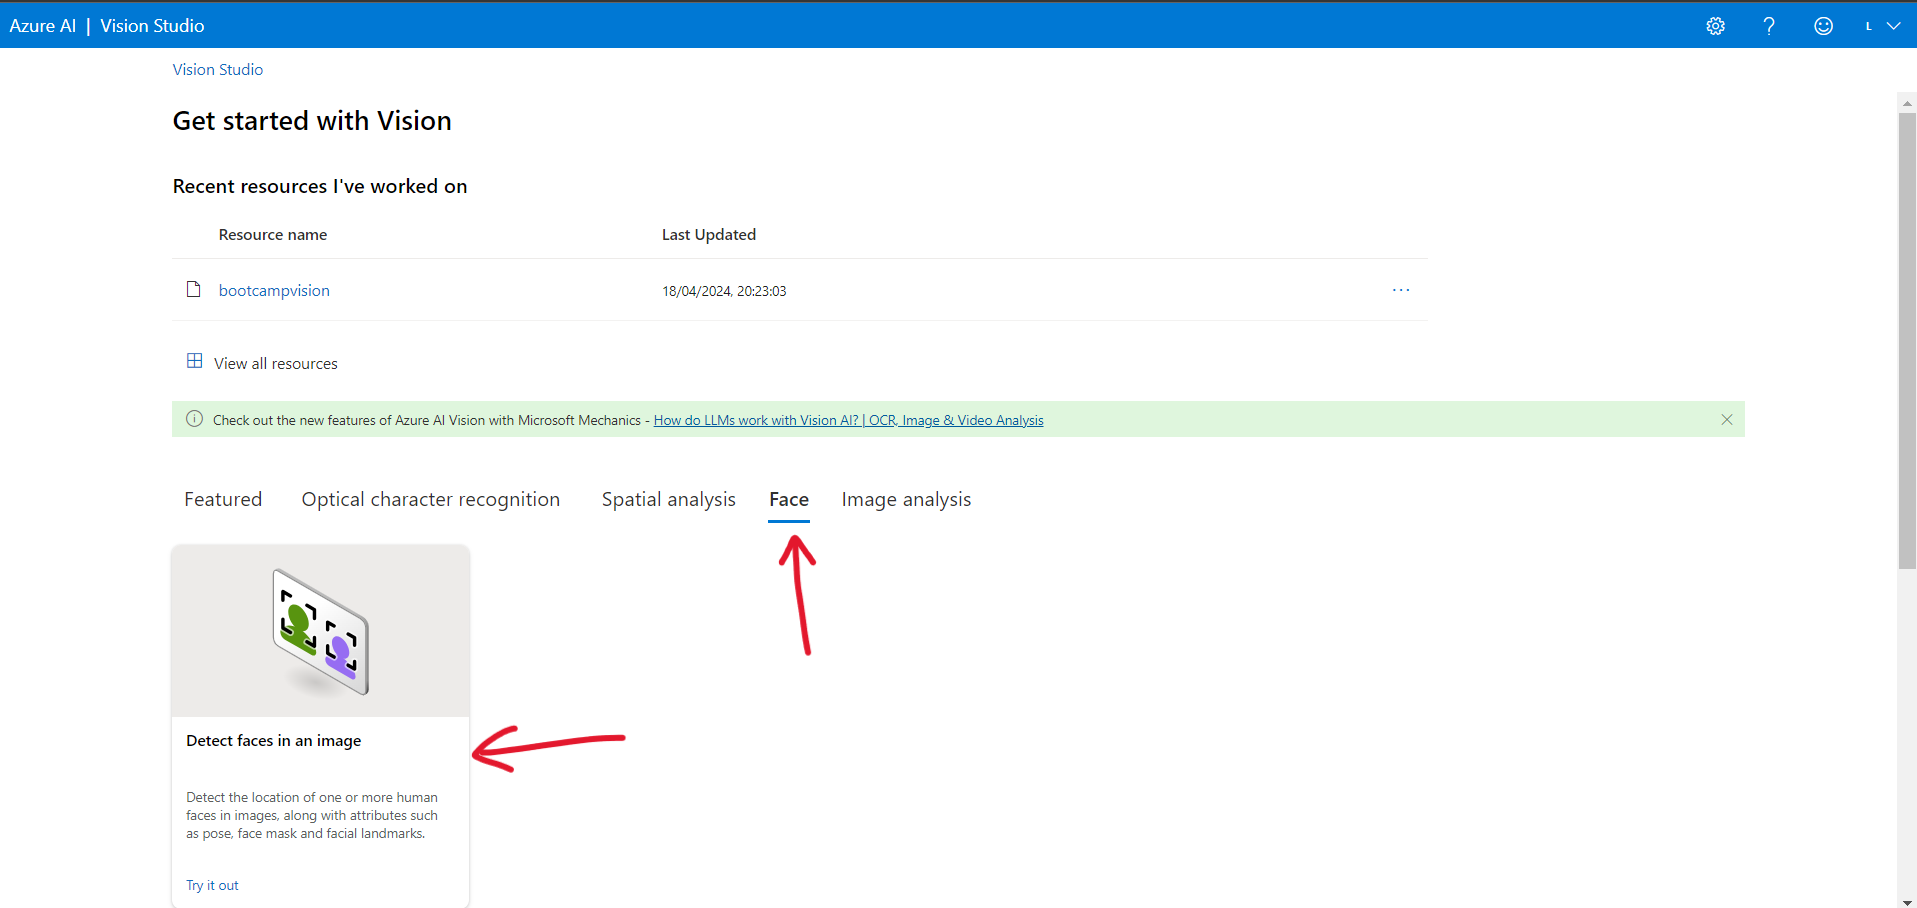 Azure AI | Vision Studio
L
Vision Studio
Get started with Vision
Recent resources I've worked on
Resource name Last Updated
bootcampvision 18/04/2024, 20:23:03 ...
View all resources
Check out the new features of Azure AI Vision with Microsoft Mechanics - How do LLMs work with Vision AI? | OCR, Image & Video Analysis
Featured Optical character recognition Spatial analysis Face Image analysis
Detect faces in an image
Detect the location of one or more human
faces in images, along with attributes such
as pose, face mask and facial landmarks.
Try it out